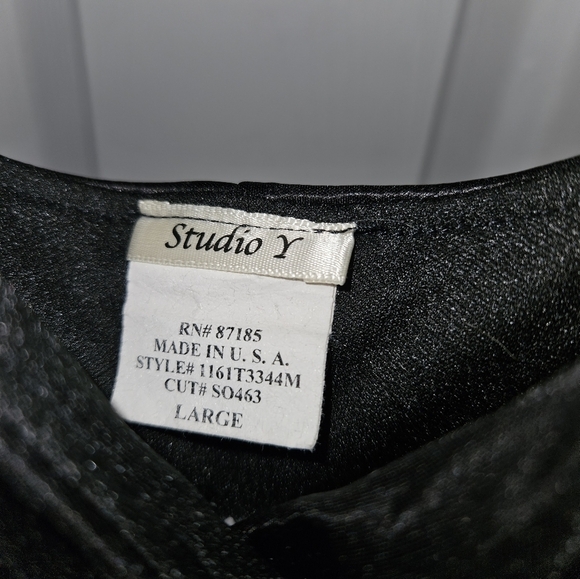 Studio Y
RN# 87185
MADE IN U. S. A.
STYLE# 1161T3344M
CUT# SO463
LARGE